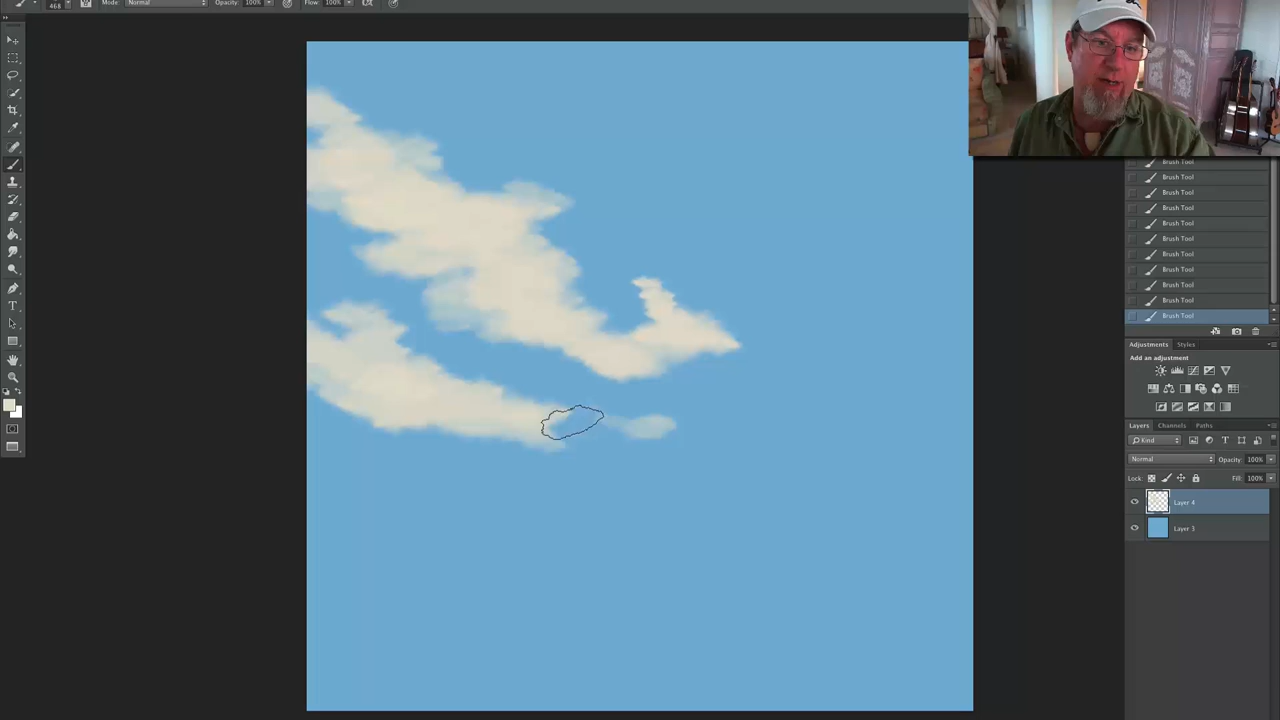 468 Mode: Normal Opacity: 100% Flow: 100%
Brush Tool
Brush Tool
Brush Tool
Brush Tool
Brush Tool
Brush Tool
Brush Tool
Brush Tool
Brush Tool
Brush Tool
Brush Tool
Adjustments Styles
Add an adjustment
Layers Channels Paths
Kind
Normal Opacity: 100%
Lock: Fill: 100%
Layer 4
Layer 3
T
T